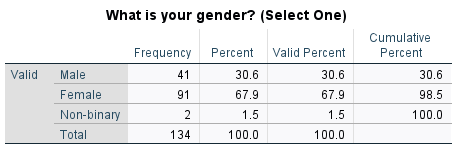 What is your gender? (Select One)
Frequency Percent Valid Percent Cumulative Percent
Valid Male 41 30.6 30.6 30.6
Female 91 67.9 67.9 98.5
Non-binary 2 1.5 1.5 100.0
Total 134 100.0 100.0